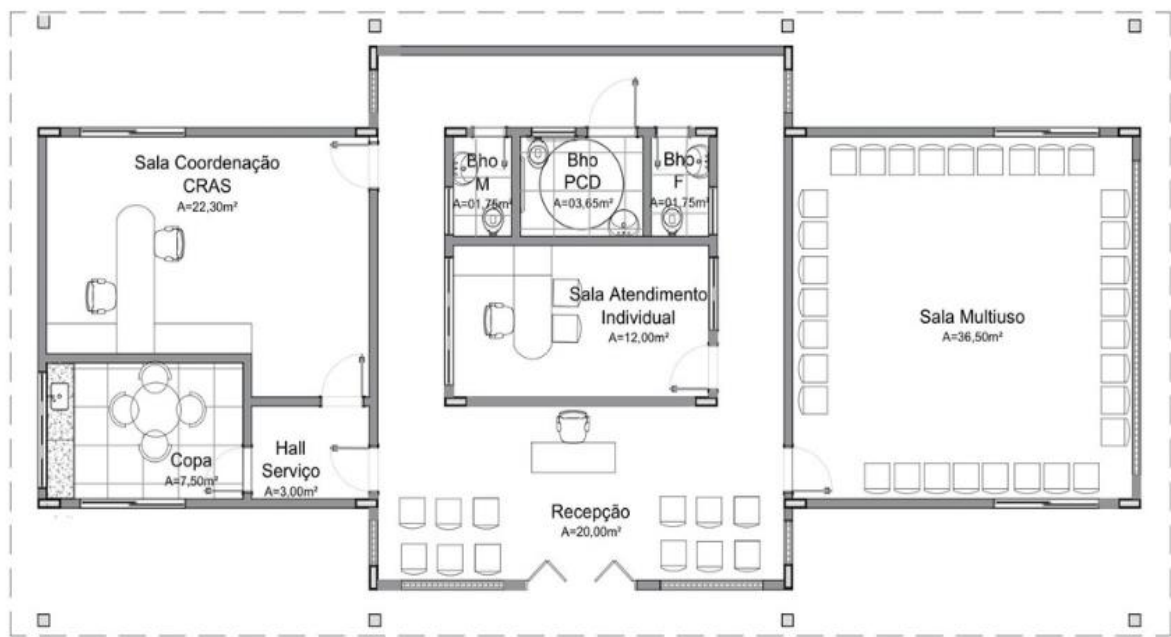 Sala Coordenação
CRAS
A=22,30m²
Bho
M
A=01,75m²
Bho
PCD
A=03,65m²
Bho
F
A=01,75m²
Sala Atendimento
Individual
A=12,00m²
Sala Multiuso
A=36,50m²
Copa
A=7,50m²
Hall
Serviço
A=3,00m²
Recepção
A=20,00m²